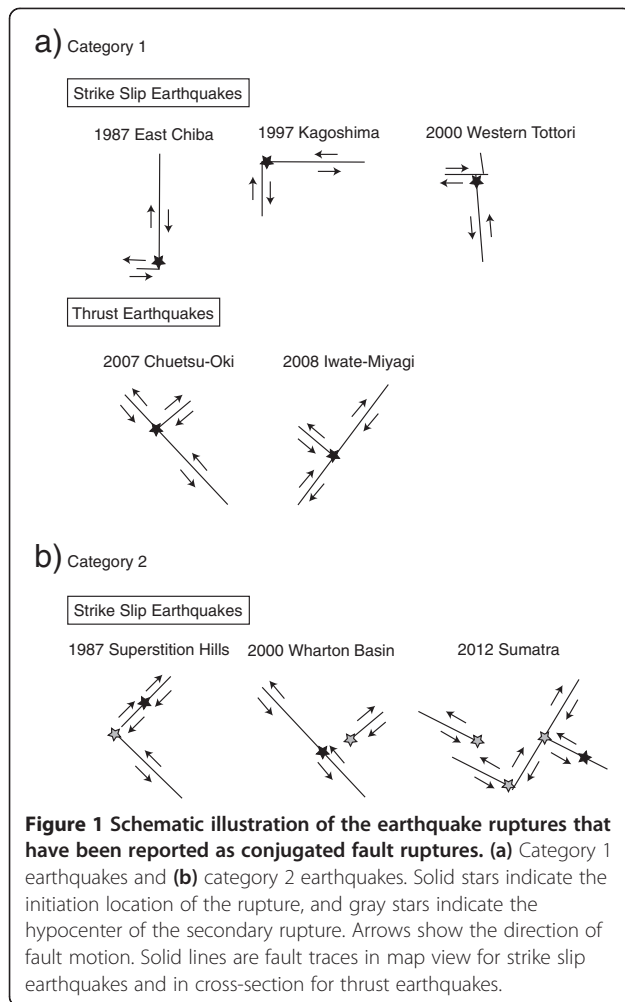 a) Category 1
Strike Slip Earthquakes
1987 East Chiba
1997 Kagoshima
2000 Western Tottori
Thrust Earthquakes
2007 Chuetsu-Oki
2008 Iwate-Miyagi
b) Category 2
Strike Slip Earthquakes
1987 Superstition Hills
2000 Wharton Basin
2012 Sumatra
Figure 1 Schematic illustration of the earthquake ruptures that
have been reported as conjugated fault ruptures. (a) Category 1
earthquakes and (b) category 2 earthquakes. Solid stars indicate the
initiation location of the rupture, and gray stars indicate the
hypocenter of the secondary rupture. Arrows show the direction of
fault motion. Solid lines are fault traces in map view for strike slip
earthquakes and in cross-section for thrust earthquakes.